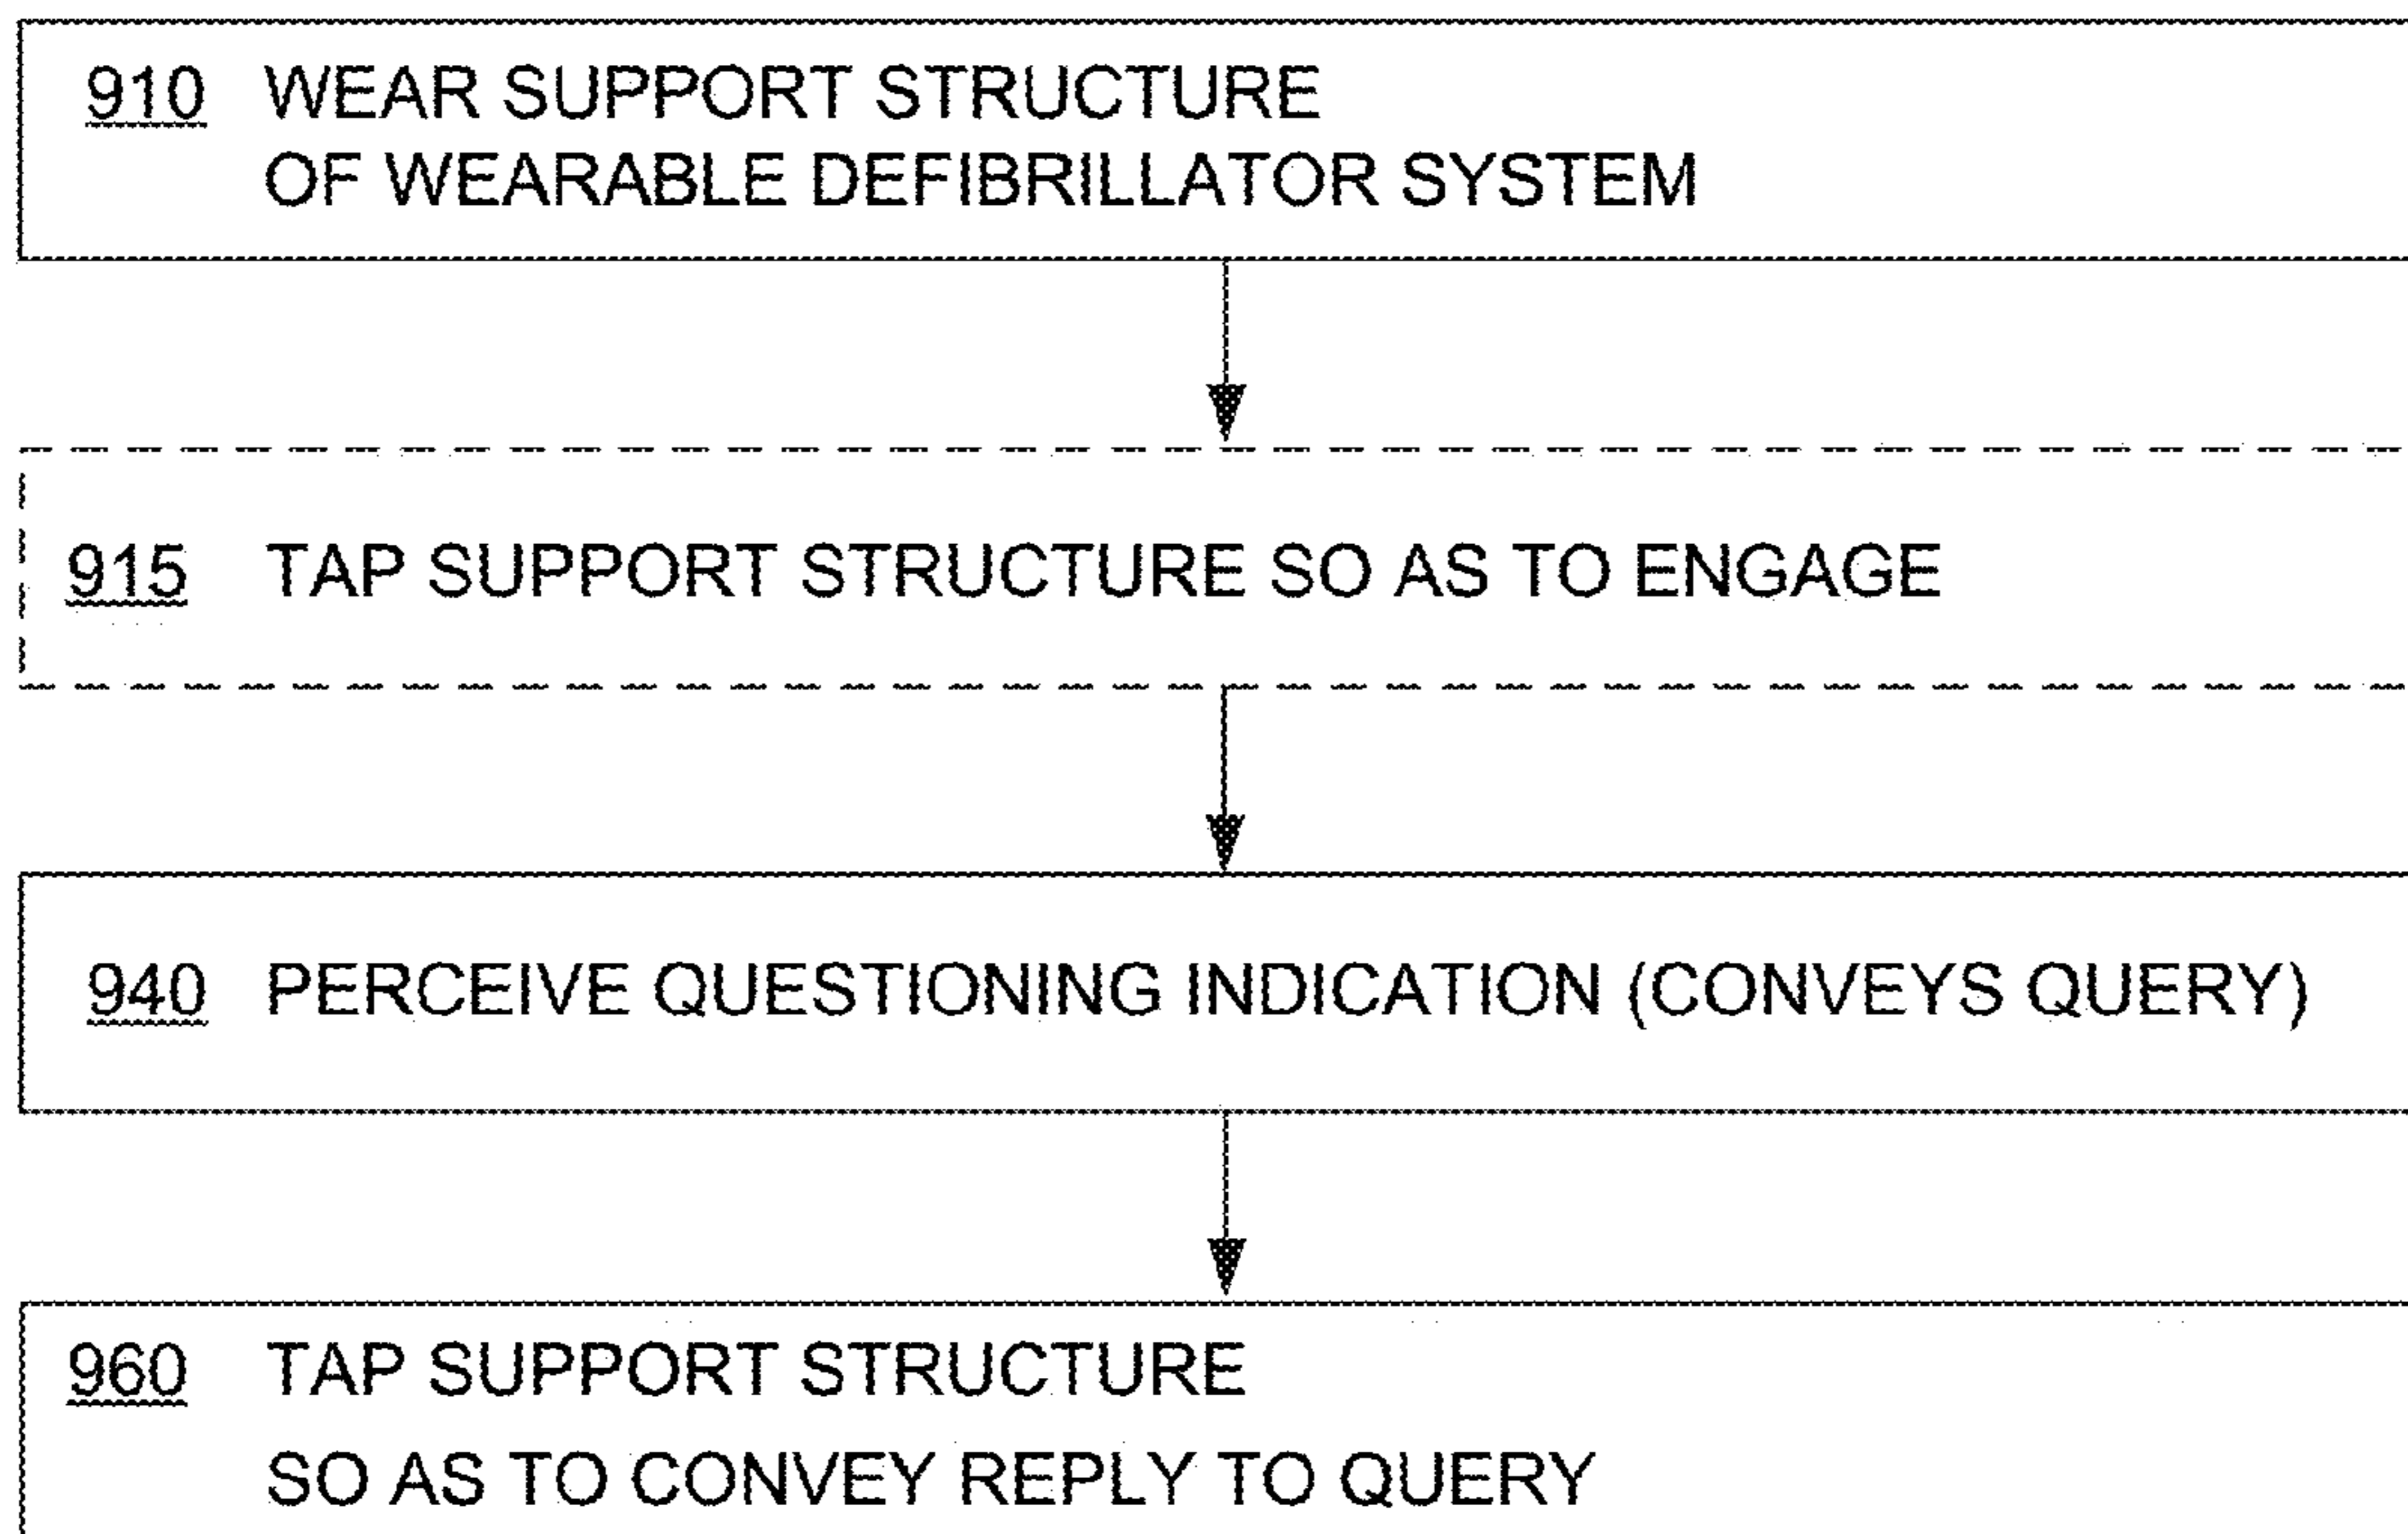 910 WEAR SUPPORT STRUCTURE
OF WEARABLE DEFIBRILLATOR SYSTEM
915 TAP SUPPORT STRUCTURE SO AS TO ENGAGE
940 PERCEIVE QUESTIONING INDICATION (CONVEYS QUERY)
960 TAP SUPPORT STRUCTURE
SO AS TO CONVEY REPLY TO QUERY